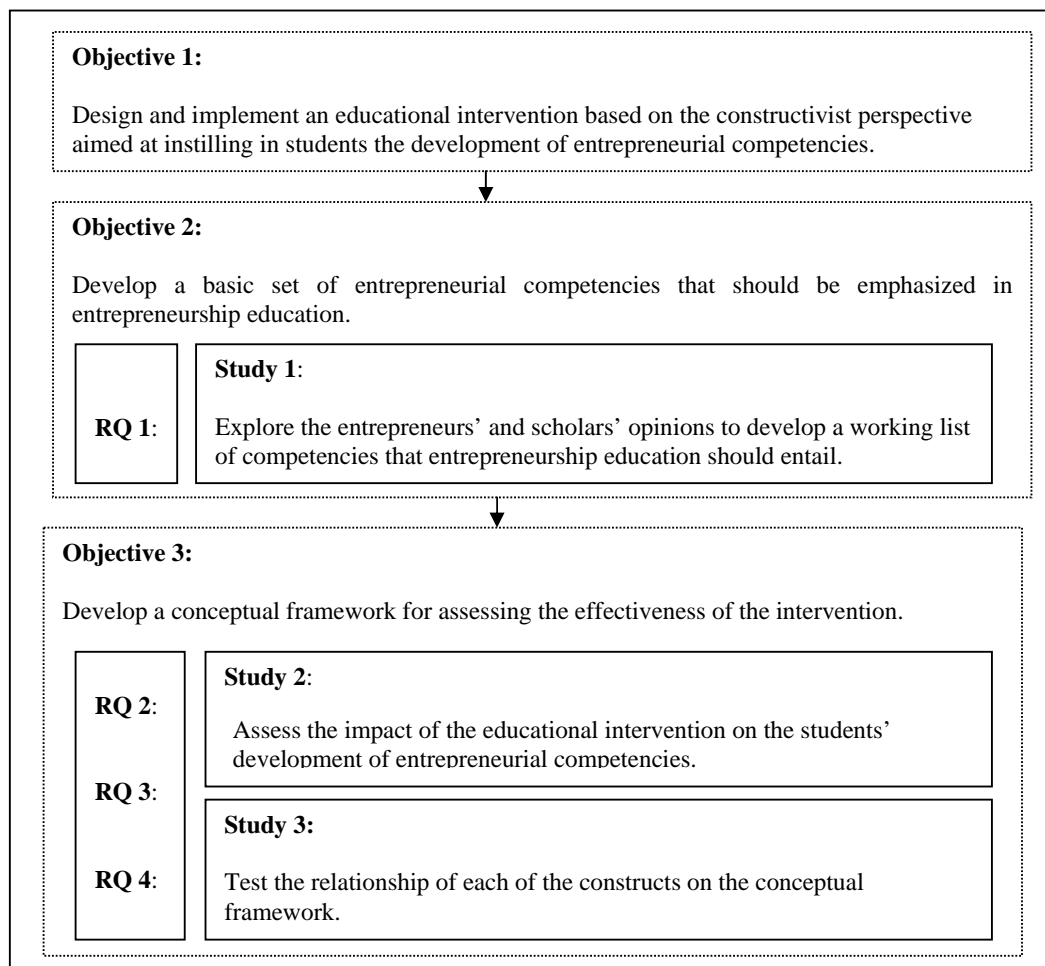 Objective 1:
Design and implement an educational intervention based on the constructivist perspective
aimed at instilling in students the development of entrepreneurial competencies.
Objective 2:
Develop a basic set of entrepreneurial competencies that should be emphasized in
entrepreneurship education.
RQ 1:
Study 1:
Explore the entrepreneurs’ and scholars’ opinions to develop a working list
of competencies that entrepreneurship education should entail.
Objective 3:
Develop a conceptual framework for assessing the effectiveness of the intervention.
RQ 2:
RQ 3:
RQ 4:
Study 2:
Assess the impact of the educational intervention on the students’
development of entrepreneurial competencies.
Study 3:
Test the relationship of each of the constructs on the conceptual
framework.